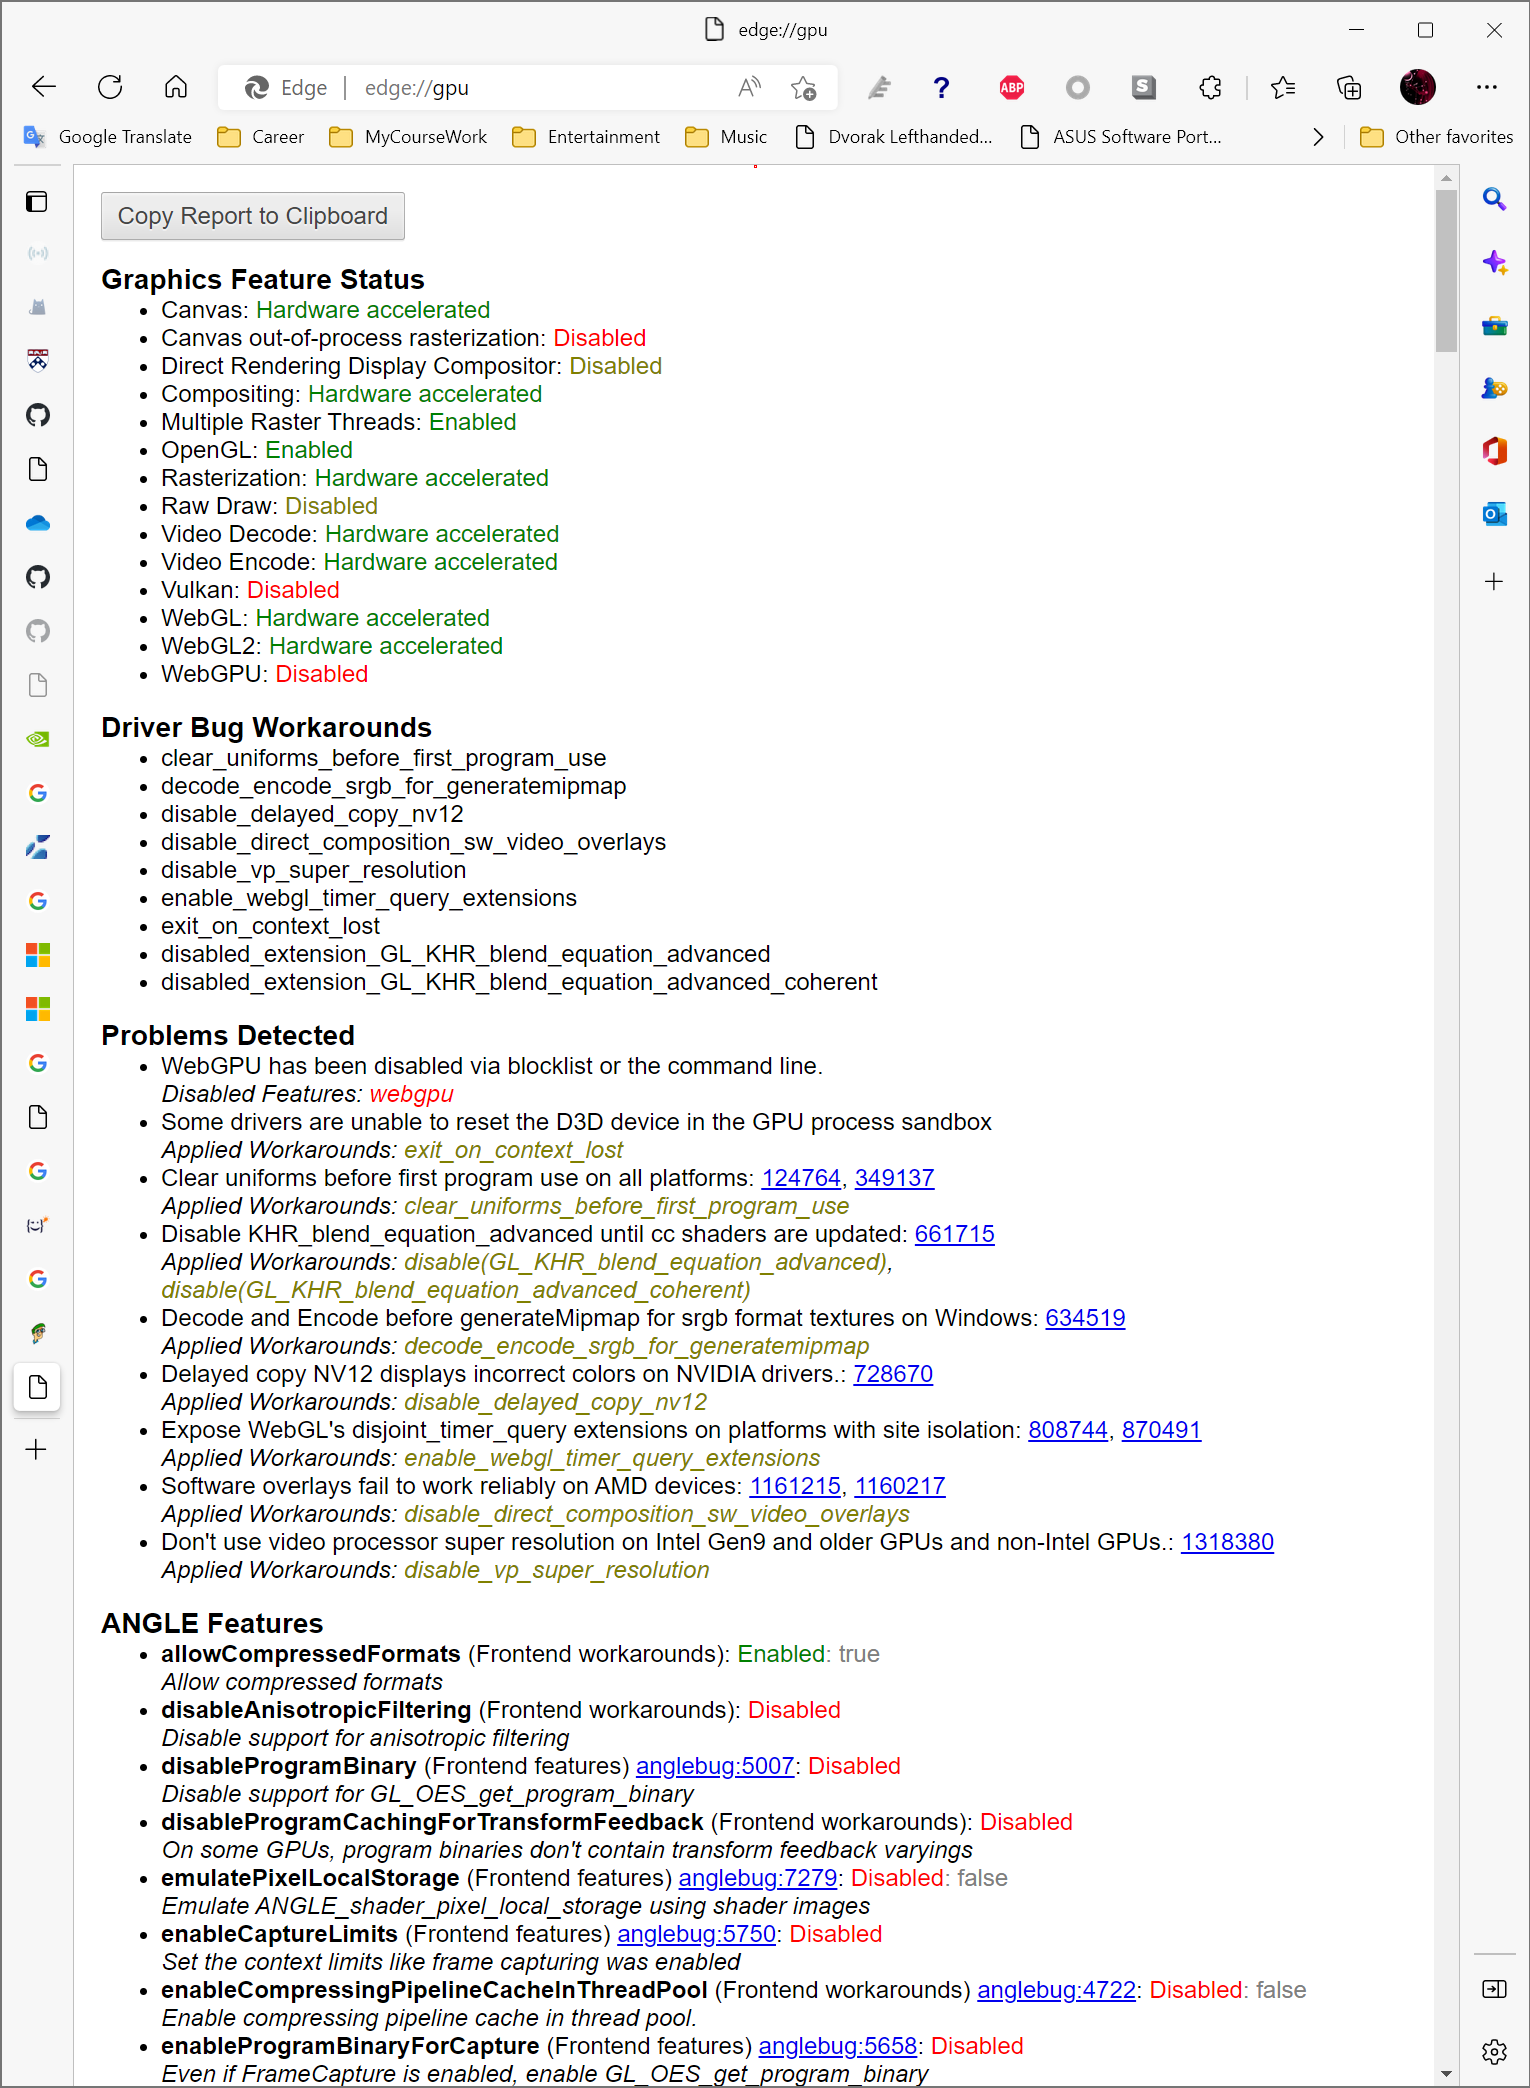 edge://gpu
Edge | edge://gpu
ABP
Google Translate Career MyCourseWork Entertainment Music Dvorak Lefthanded... ASUS Software Port... Other favorites
Copy Report to Clipboard
Graphics Feature Status
• Canvas: Hardware accelerated
• Canvas out-of-process rasterization: Disabled
• Direct Rendering Display Compositor: Disabled
• Compositing: Hardware accelerated
• Multiple Raster Threads: Enabled
• OpenGL: Enabled
• Rasterization: Hardware accelerated
• Raw Draw: Disabled
• Video Decode: Hardware accelerated
• Video Encode: Hardware accelerated
• Vulkan: Disabled
• WebGL: Hardware accelerated
• WebGL2: Hardware accelerated
• WebGPU: Disabled
Driver Bug Workarounds
• clear_uniforms_before_first_program_use
• decode_encode_srgb_for_generatemipmap
• disable_delayed_copy_nv12
• disable_direct_composition_sw_video_overlays
• disable_vp_super_resolution
• enable_webgl_timer_query_extensions
• exit_on_context_lost
• disabled_extension_GL_KHR_blend_equation_advanced
• disabled_extension_GL_KHR_blend_equation_advanced_coherent
Problems Detected
• WebGPU has been disabled via blocklist or the command line.
Disabled Features: webgpu
• Some drivers are unable to reset the D3D device in the GPU process sandbox
Applied Workarounds: exit_on_context_lost
• Clear uniforms before first program use on all platforms: 124764, 349137
Applied Workarounds: clear_uniforms_before_first_program_use
• Disable KHR_blend_equation_advanced until cc shaders are updated: 661715
Applied Workarounds: disable(GL_KHR_blend_equation_advanced),
disable(GL_KHR_blend_equation_advanced_coherent)
• Decode and Encode before generateMipmap for srgb format textures on Windows: 634519
Applied Workarounds: decode_encode_srgb_for_generatemipmap
• Delayed copy NV12 displays incorrect colors on NVIDIA drivers.: 728670
Applied Workarounds: disable_delayed_copy_nv12
• Expose WebGL's disjoint_timer_query extensions on platforms with site isolation: 808744, 870491
Applied Workarounds: enable_webgl_timer_query_extensions
• Software overlays fail to work reliably on AMD devices: 1161215, 1160217
Applied Workarounds: disable_direct_composition_sw_video_overlays
• Don't use video processor super resolution on Intel Gen9 and older GPUs and non-Intel GPUs.: 1318380
Applied Workarounds: disable_vp_super_resolution
ANGLE Features
• allowCompressedFormats (Frontend workarounds): Enabled: true
Allow compressed formats
• disableAnisotropicFiltering (Frontend workarounds): Disabled
Disable support for anisotropic filtering
• disableProgramBinary (Frontend features) anglebug:5007: Disabled
Disable support for GL_OES_get_program_binary
• disableProgramCachingForTransformFeedback (Frontend workarounds): Disabled
On some GPUs, program binaries don't contain transform feedback varyings
• emulatePixelLocalStorage (Frontend features) anglebug:7279: Disabled: false
Emulate ANGLE_shader_pixel_local_storage using shader images
• enableCaptureLimits (Frontend features) anglebug:5750: Disabled
Set the context limits like frame capturing was enabled
• enableCompressingPipelineCacheInThreadPool (Frontend workarounds) anglebug:4722: Disabled: false
Enable compressing pipeline cache in thread pool.
• enableProgramBinaryForCapture (Frontend features) anglebug:5658: Disabled
Even if FrameCapture is enabled, enable GL_OES_get_program_binary